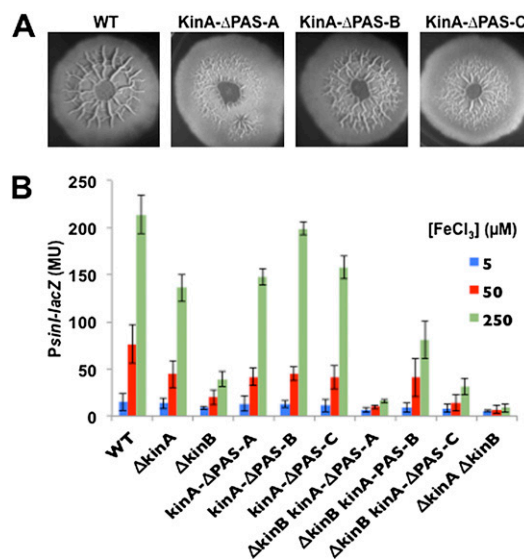 A
WT
KinA-ΔPAS-A
KinA-ΔPAS-B
KinA-ΔPAS-C
B
PsinI-lacZ (MU)
250
200
150
100
50
0
[FeCl3] (μM)
5
50
250
WT
ΔkinA
ΔkinB
kinA-ΔPAS-A
kinA-ΔPAS-B
kinA-ΔPAS-C
ΔkinB kinA-ΔPAS-A
ΔkinB kinA-PAS-B
ΔkinB kinA-ΔPAS-C
ΔkinA ΔkinB